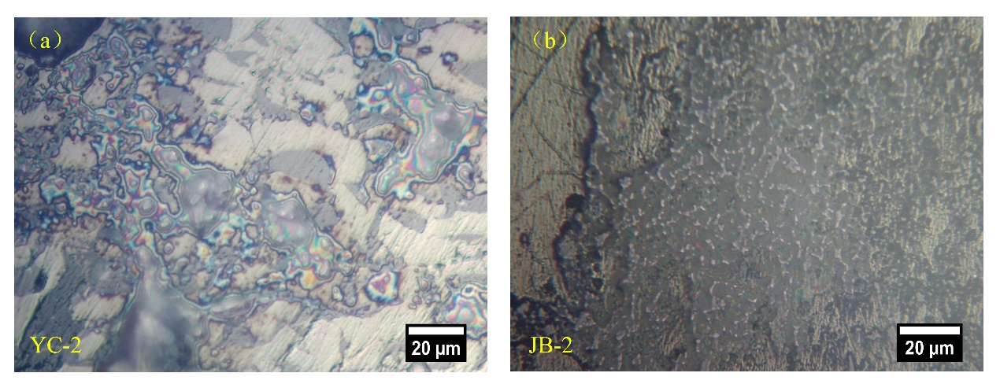 （a）
YC-2
20 µm
（b）
JB-2
20 µm